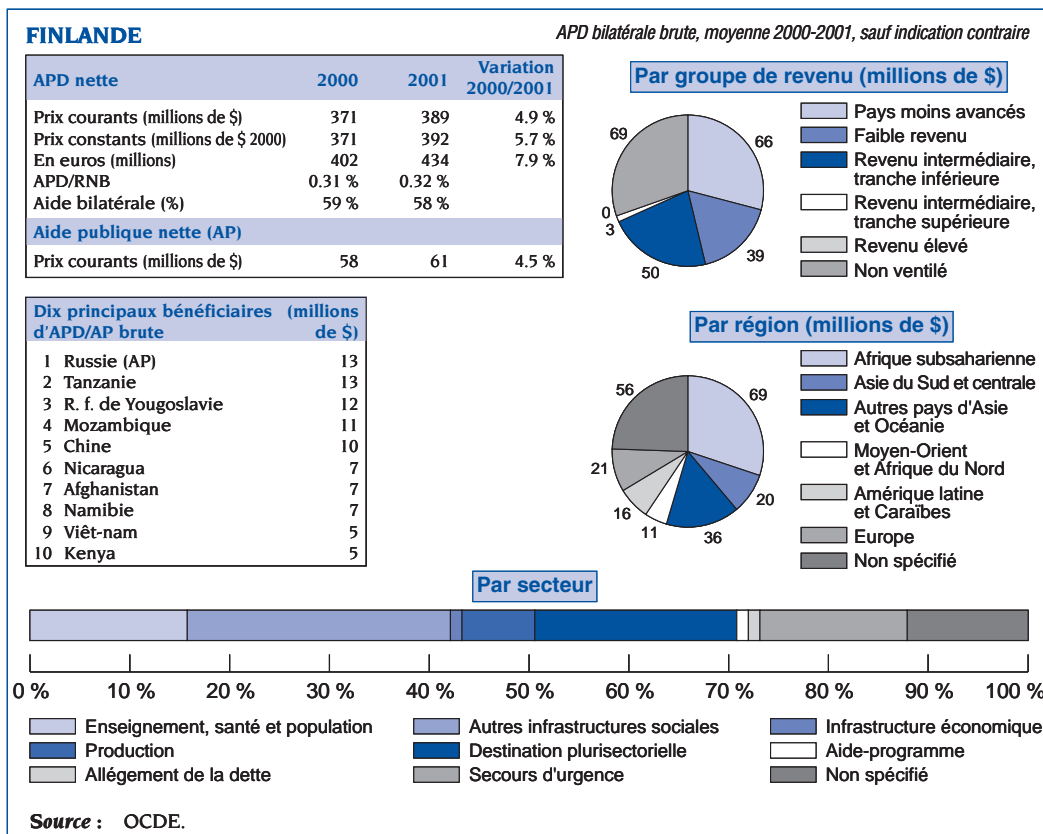 FINLANDE
APD bilatérale brute, moyenne 2000-2001, sauf indication contraire
APD nette 2000 2001 Variation 2000/2001
Prix courants (millions de $) 371 389 4.9 %
Prix constants (millions de $ 2000) 371 392 5.7 %
En euros (millions) 402 434 7.9 %
APD/RNB 0.31 % 0.32 %
Aide bilatérale (%) 59 % 58 %
Aide publique nette (AP)
Prix courants (millions de $) 58 61 4.5 %
Par groupe de revenu (millions de $)
69
66
0
3
50
39
Pays moins avancés
Faible revenu
Revenu intermédiaire,
tranche inférieure
Revenu intermédiaire,
tranche supérieure
Revenu élevé
Non ventilé
Dix principaux bénéficiaires (millions
d'APD/AP brute de $)
1 Russie (AP) 13
2 Tanzanie 13
3 R. f. de Yougoslavie 12
4 Mozambique 11
5 Chine 10
6 Nicaragua 7
7 Afghanistan 7
8 Namibie 7
9 Viêt-nam 5
10 Kenya 5
Par région (millions de $)
56
69
21
20
16
11
36
Afrique subsaharienne
Asie du Sud et centrale
Autres pays d'Asie
et Océanie
Moyen-Orient
et Afrique du Nord
Amérique latine
et Caraïbes
Europe
Non spécifié
Par secteur
0 % 10 % 20 % 30 % 40 % 50 % 60 % 70 % 80 % 90 % 100 %
Enseignement, santé et population Autres infrastructures sociales Infrastructure économique
Production Destination plurisectorielle Aide-programme
Allégement de la dette Secours d'urgence Non spécifié
Source : OCDE.